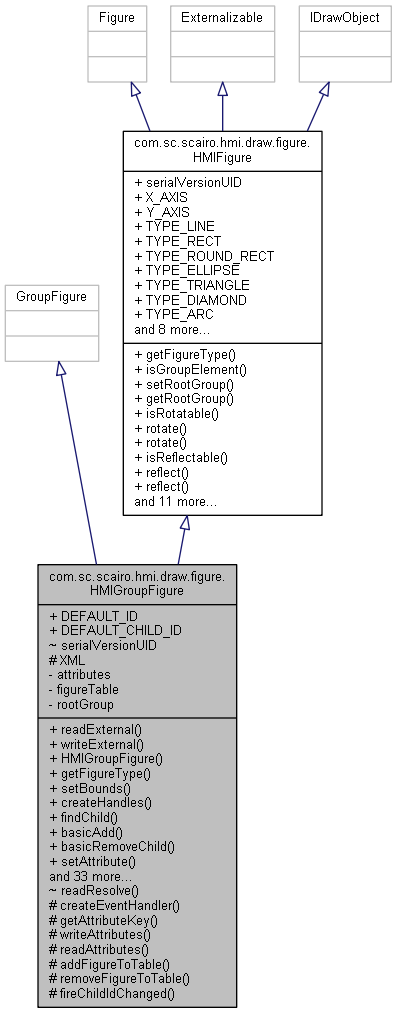 Figure
Externalizable
IDrawObject
com.sc.scairo.hmi.draw.figure.
HMIFigure
+ serialVersionUID
+ X_AXIS
+ Y_AXIS
+ TYPE_LINE
+ TYPE_RECT
+ TYPE_ROUND_RECT
+ TYPE_ELLIPSE
+ TYPE_TRIANGLE
+ TYPE_DIAMOND
+ TYPE_ARC
and 8 more...
+ getFigureType()
+ isGroupElement()
+ setRootGroup()
+ getRootGroup()
+ isRotatable()
+ rotate()
+ rotate()
+ isReflectable()
+ reflect()
+ reflect()
and 11 more...
GroupFigure
com.sc.scairo.hmi.draw.figure.
HMIGroupFigure
+ DEFAULT_ID
+ DEFAULT_CHILD_ID
~ serialVersionUID
# XML
- attributes
- figureTable
- rootGroup
+ readExternal()
+ writeExternal()
+ HMIGroupFigure()
+ getFigureType()
+ setBounds()
+ createHandles()
+ findChild()
+ basicAdd()
+ basicRemoveChild()
+ setAttribute()
and 33 more...
~ readResolve()
# createEventHandler()
# getAttributeKey()
# writeAttributes()
# readAttributes()
# addFigureToTable()
# removeFigureToTable()
# fireChildIdChanged()